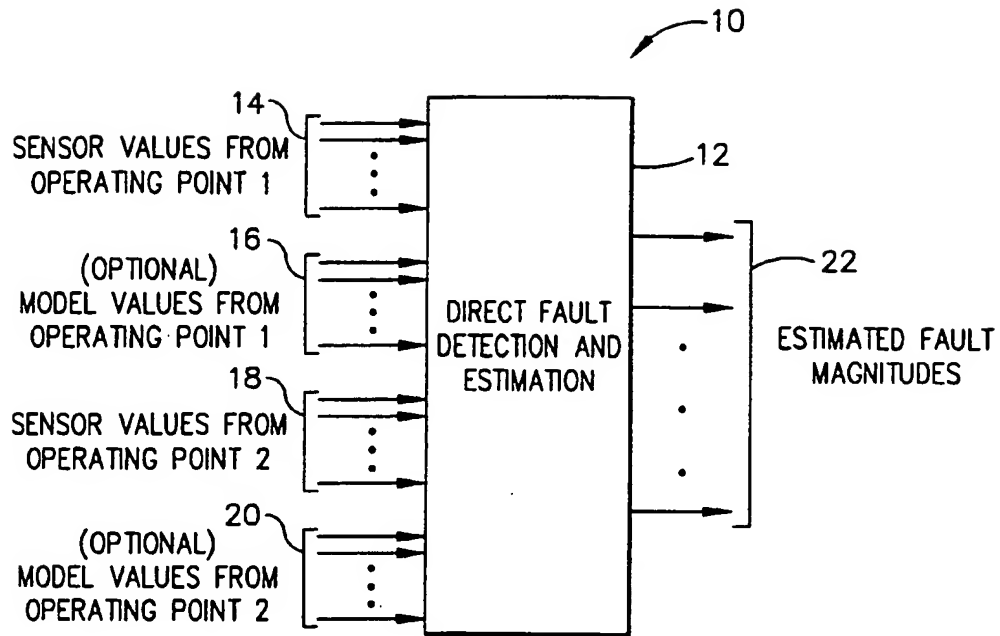 10
14
SENSOR VALUES FROM
OPERATING POINT 1
12
16
(OPTIONAL)
MODEL VALUES FROM
OPERATING POINT 1
22
DIRECT FAULT
DETECTION AND
ESTIMATION
ESTIMATED FAULT
MAGNITUDES
18
SENSOR VALUES FROM
OPERATING POINT 2
20
(OPTIONAL)
MODEL VALUES FROM
OPERATING POINT 2